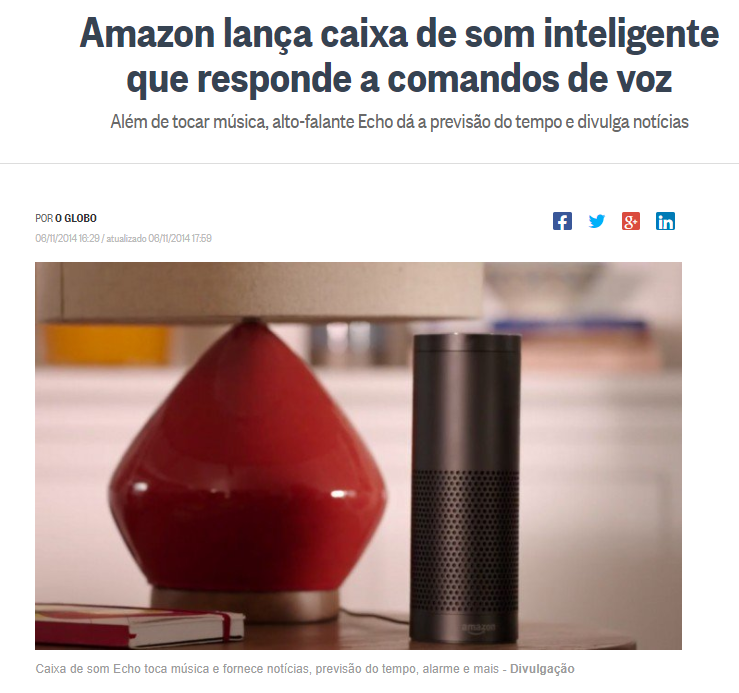 Amazon lança caixa de som inteligente
que responde a comandos de voz
Além de tocar música, alto-falante Echo dá a previsão do tempo e divulga notícias
POR O GLOBO
06/11/2014 16:29 / atualizado 06/11/2014 17:59
amazon
Caixa de som Echo toca música e fornece notícias, previsão do tempo, alarme e mais - Divulgação